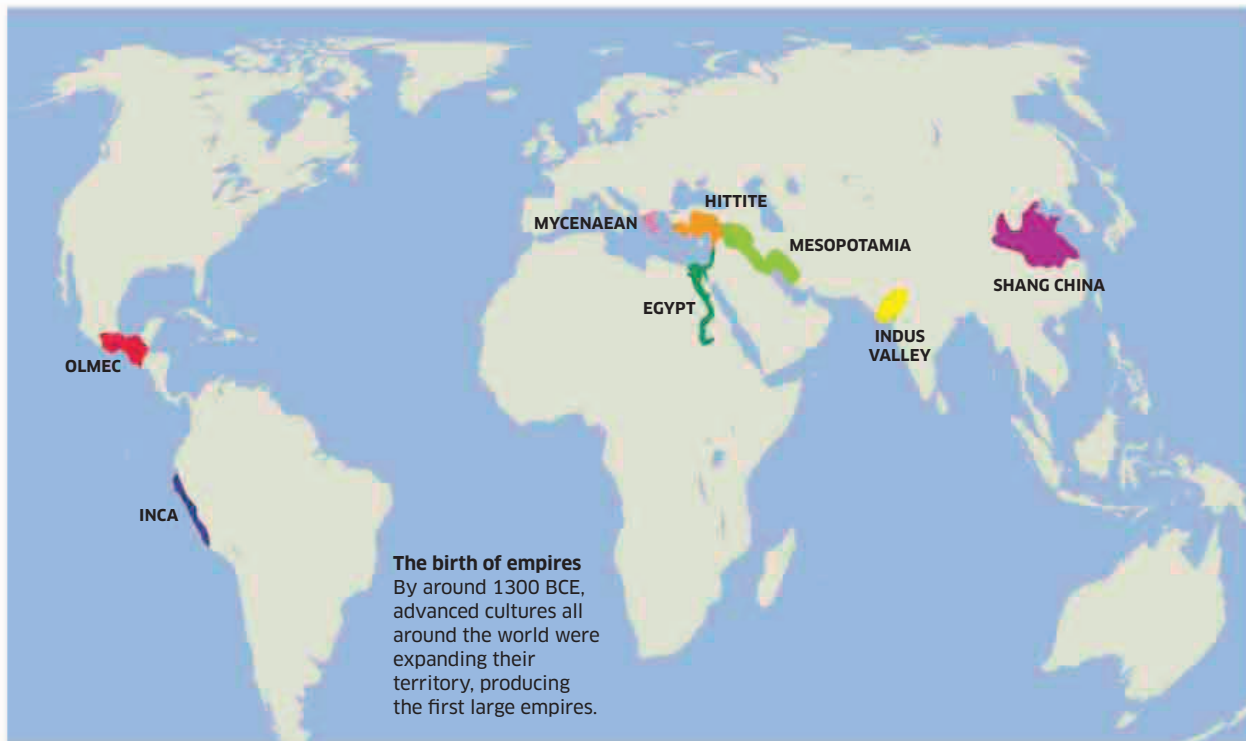 HITTITE
MYCENAEAN
MESOPOTAMIA
SHANG CHINA
EGYPT
INDUS
VALLEY
OLMEC
INCA
The birth of empires
By around 1300 BCE,
advanced cultures all
around the world were
expanding their
territory, producing
the first large empires.